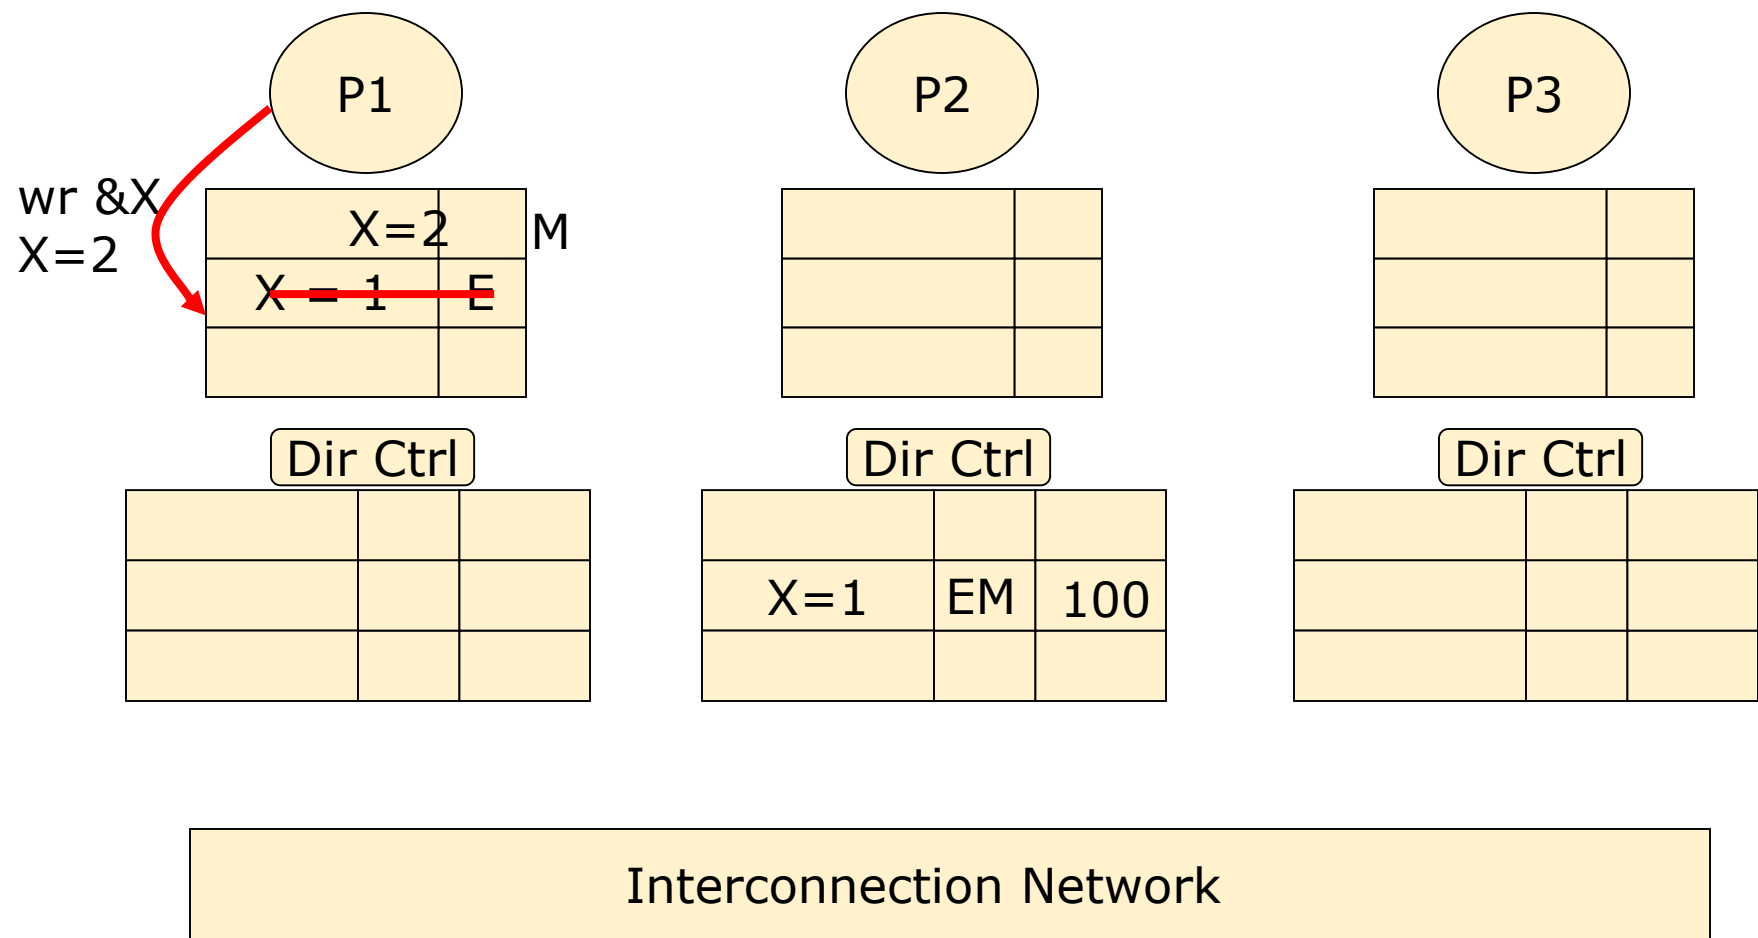 P1
P2
P3
wr &X
X=2
X=2 M
X = 1 E
Dir Ctrl
Dir Ctrl
Dir Ctrl
X=1 EM 100
Interconnection Network